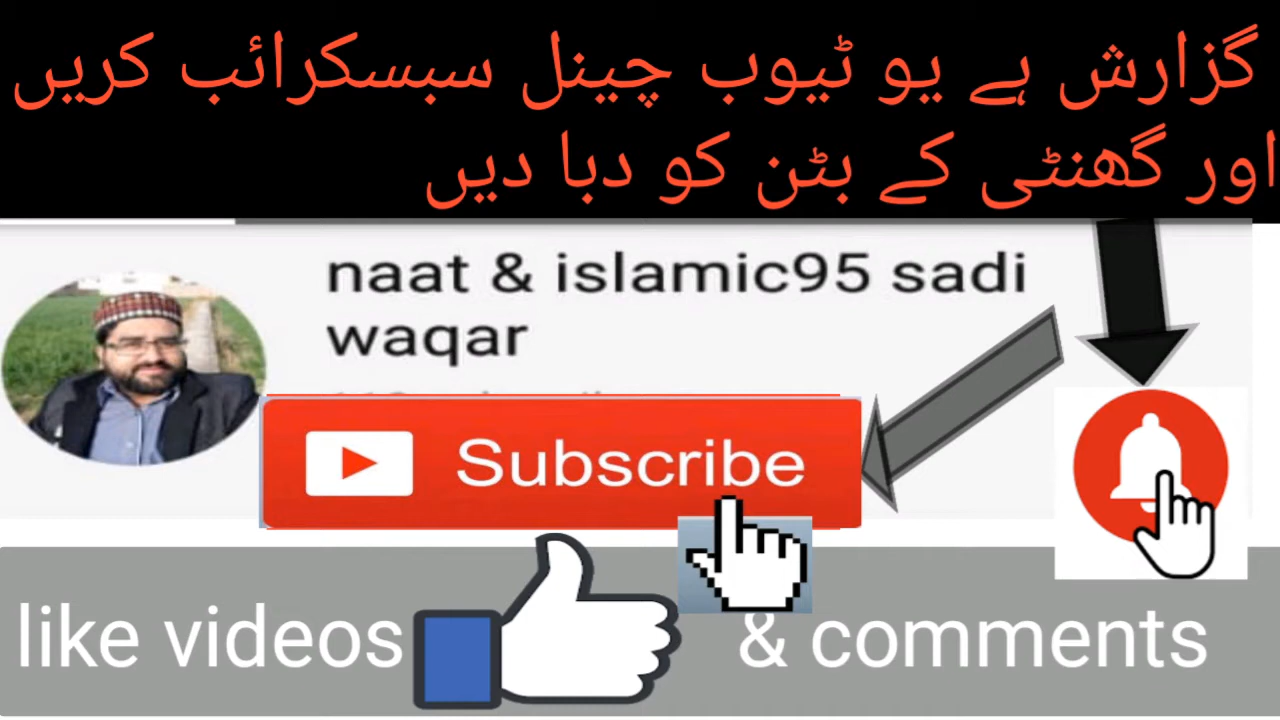 گزارش ہے یو ٹیوب چینل سبسکرائب کریں
اور گھنٹی کے بٹن کو دبا دیں
naat & islamic95 sadi
waqar
Subscribe
like videos & comments